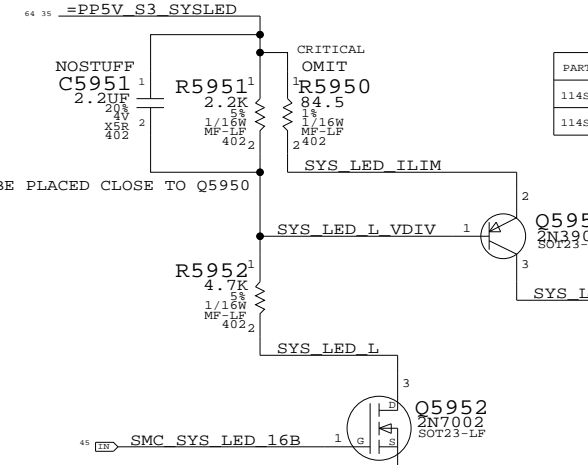 64 35 =PP5V_S3_SYSLED
NOSTUFF
C5951 1
2.2UF
20%
4V
X5R
402
2
R5951 1
2.2K
5%
1/16W
MF-LF
402 2
CRITICAL
OMIT
1 R5950
84.5
1%
1/16W
MF-LF
2 402
PART
114S
114S
SYS_LED_ILIM
BE PLACED CLOSE TO Q5950
2
SYS_LED_L_VDIV 1
Q595
2N390
SOT23-
3
R5952 1
4.7K
5%
1/16W
MF-LF
402 2
SYS_L
SYS_LED_L
3
D
Q5952
2N7002
SOT23-LF
45 IN SMC_SYS_LED_16B 1 G S